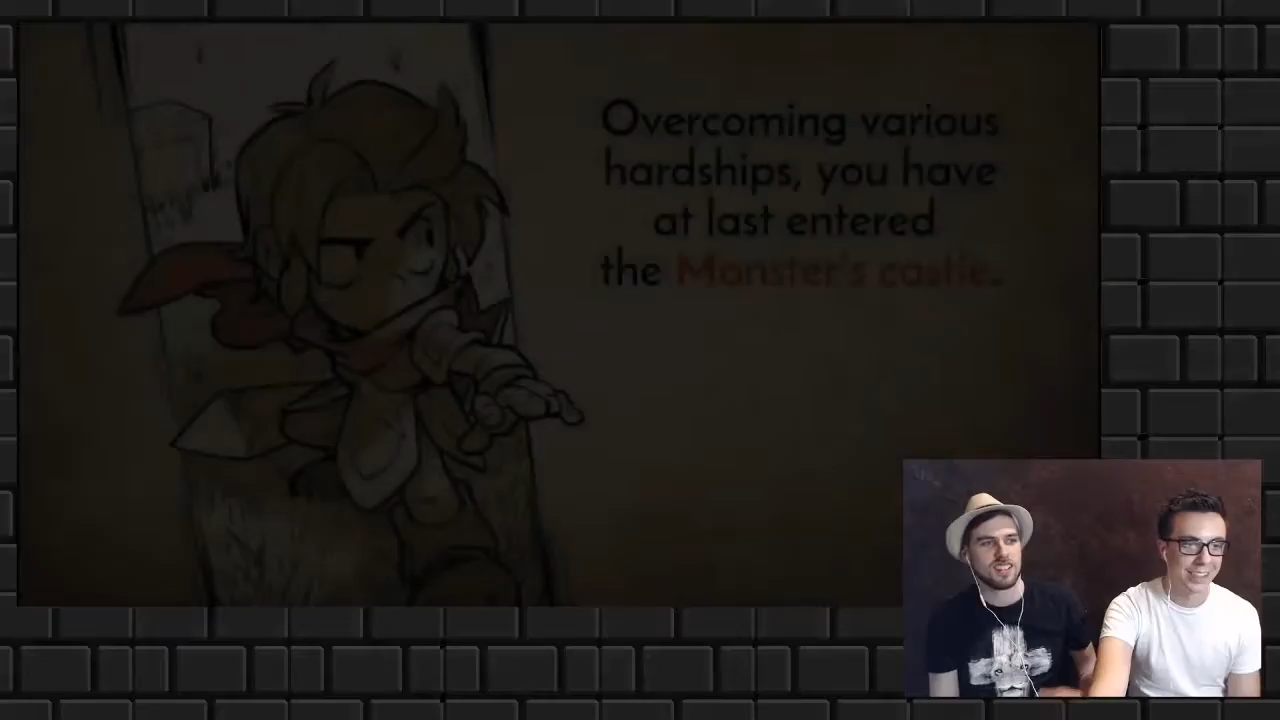 Overcoming various
hardships, you have
at last entered
the Monster's castle.